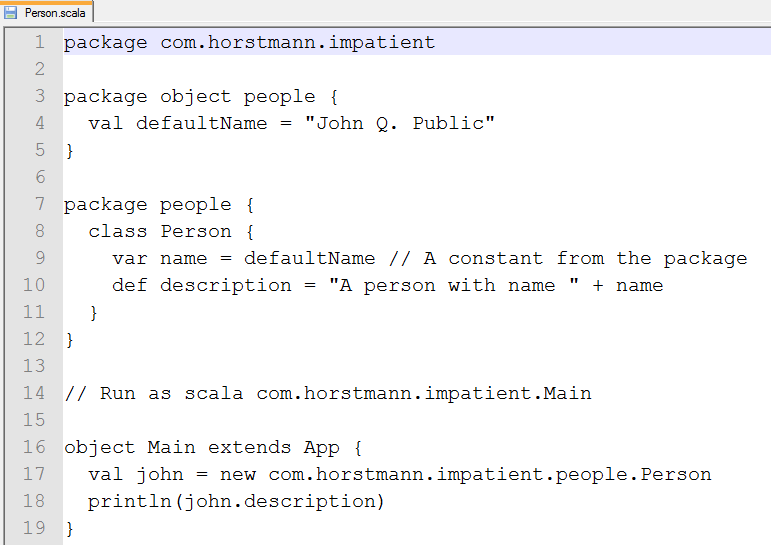 Person.scala
1 package com.horstmann.impatient
2
3 package object people {
4   val defaultName = "John Q. Public"
5 }
6
7 package people {
8   class Person {
9     var name = defaultName // A constant from the package
10     def description = "A person with name " + name
11   }
12 }
13
14 // Run as scala com.horstmann.impatient.Main
15
16 object Main extends App {
17   val john = new com.horstmann.impatient.people.Person
18   println(john.description)
19 }